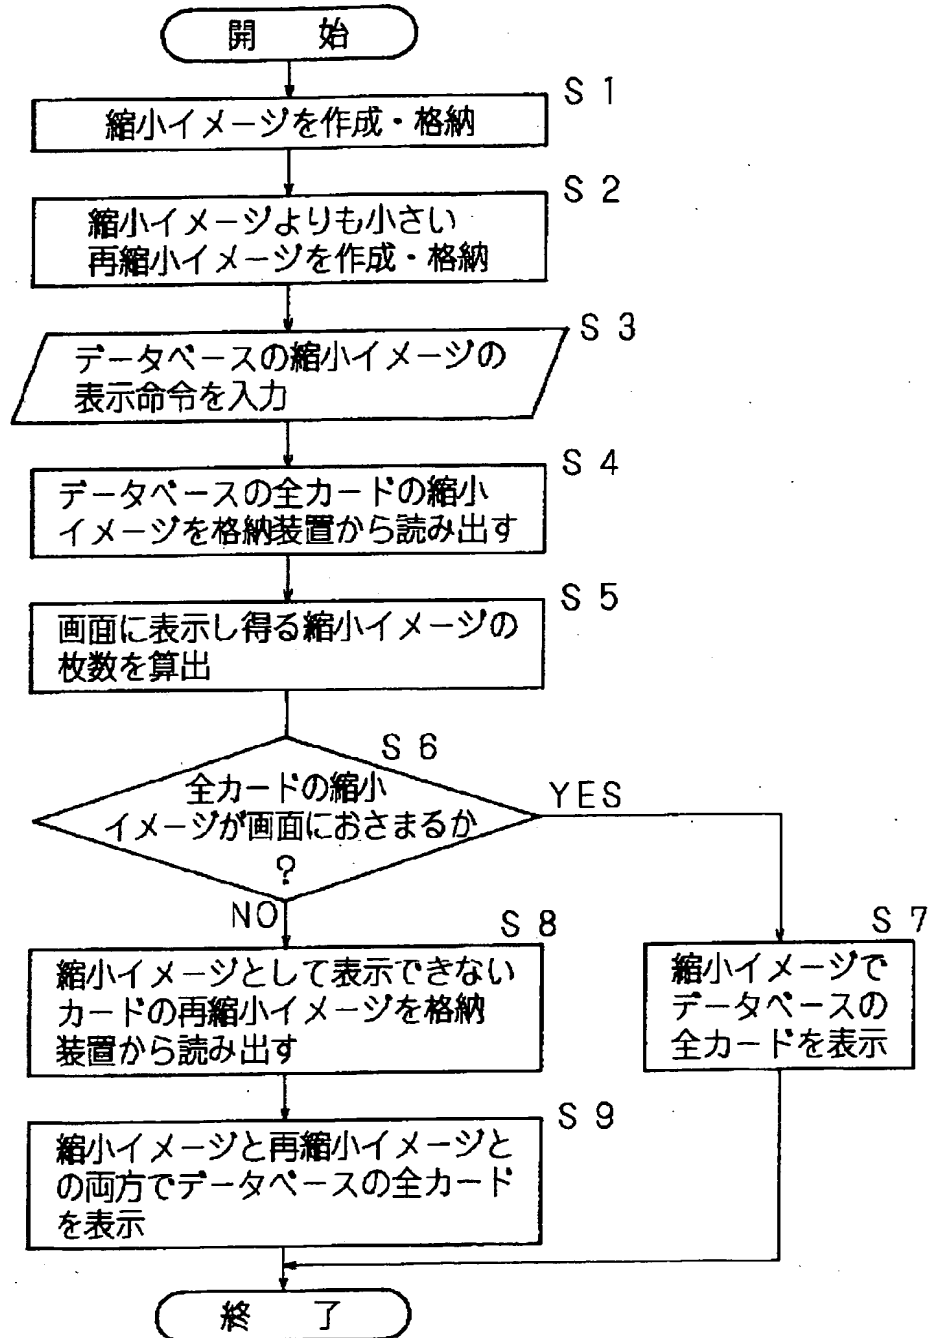 開 始
S 1
縮小イメージを作成・格納
S 2
縮小イメージよりも小さい
再縮小イメージを作成・格納
S 3
データベースの縮小イメージの
表示命令を入力
S 4
データベースの全カードの縮小
イメージを格納装置から読み出す
S 5
画面に表示し得る縮小イメージの
枚数を算出
S 6
全カードの縮小
イメージが画面におさまるか
?
YES
NO
S 7
縮小イメージで
データベースの
全カードを表示
S 8
縮小イメージとして表示できない
カードの再縮小イメージを格納
装置から読み出す
S 9
縮小イメージと再縮小イメージと
の両方でデータベースの全カード
を表示
終 了